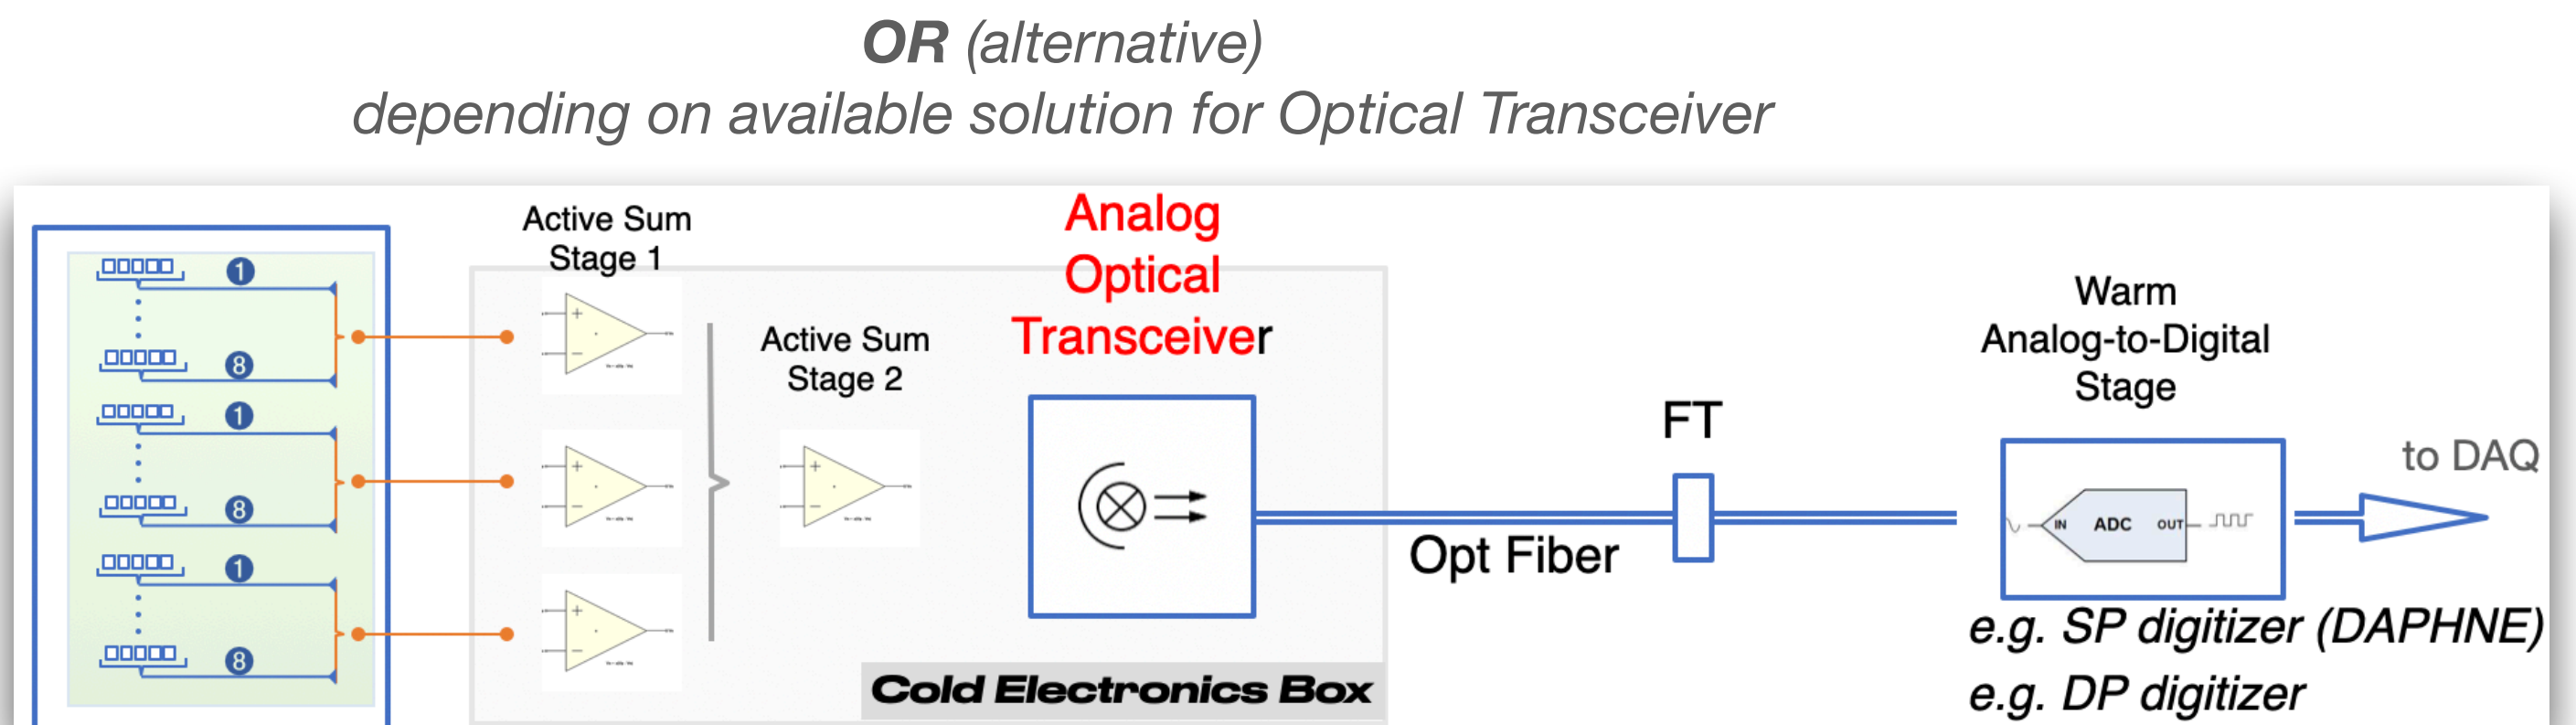 OR (alternative)
depending on available solution for Optical Transceiver
Active Sum
Stage 1
Analog
Optical
Transceiver
Active Sum
Stage 2
Warm
Analog-to-Digital
Stage
FT
to DAQ
1
8
1
8
1
8
+
−
+
−
+
−
+
−
Opt Fiber
IN ADC OUT
Cold Electronics Box
e.g. SP digitizer (DAPHNE)
e.g. DP digitizer